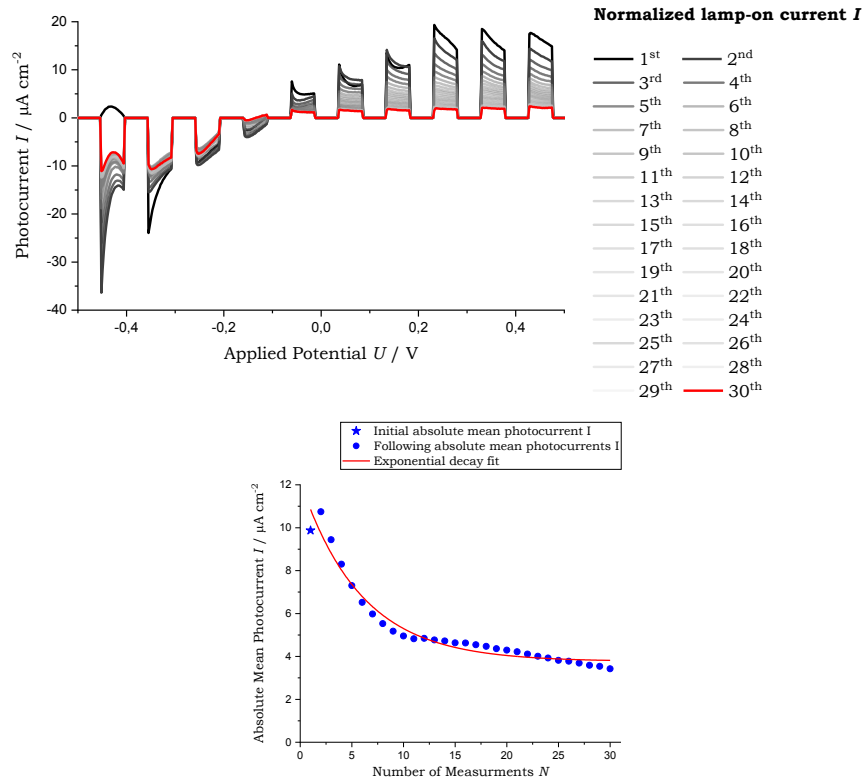 Normalized lamp-on current I
1st 2nd
3rd 4th
5th 6th
7th 8th
9th 10th
11th 12th
13th 14th
15th 16th
17th 18th
19th 20th
21th 22th
23th 24th
25th 26th
27th 28th
29th 30th
Photocurrent I / µA cm-2
20
10
0
-10
-20
-30
-40
-0,4 -0,2 0,0 0,2 0,4
Applied Potential U / V
Initial absolute mean photocurrent I
Following absolute mean photocurrents I
Exponential decay fit
Absolute Mean Photocurrent I / µA cm-2
12
10
8
6
4
2
0
0 5 10 15 20 25 30
Number of Measurments N